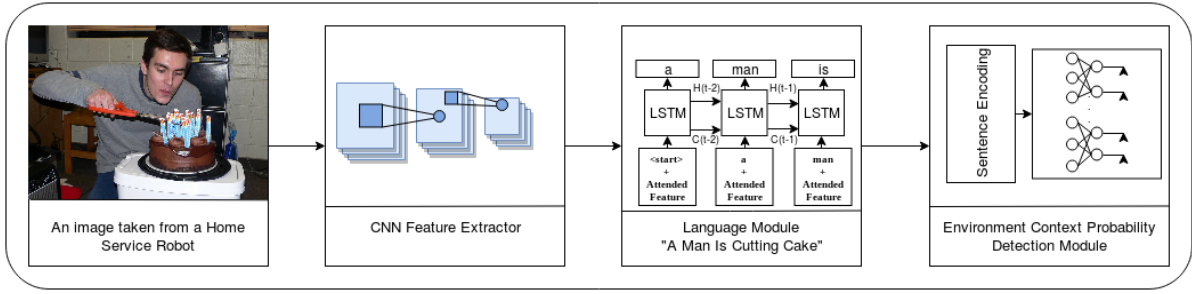 An image taken from a Home
Service Robot
CNN Feature Extractor
a
man
is
H(t-2)
H(t-1)
LSTM
LSTM
LSTM
C(t-2)
C(t-1)
<start>
+
Attended
Feature
a
+
Attended
Feature
man
+
Attended
Feature
Language Module
"A Man Is Cutting Cake"
Sentence Encoding
Environment Context Probability
Detection Module